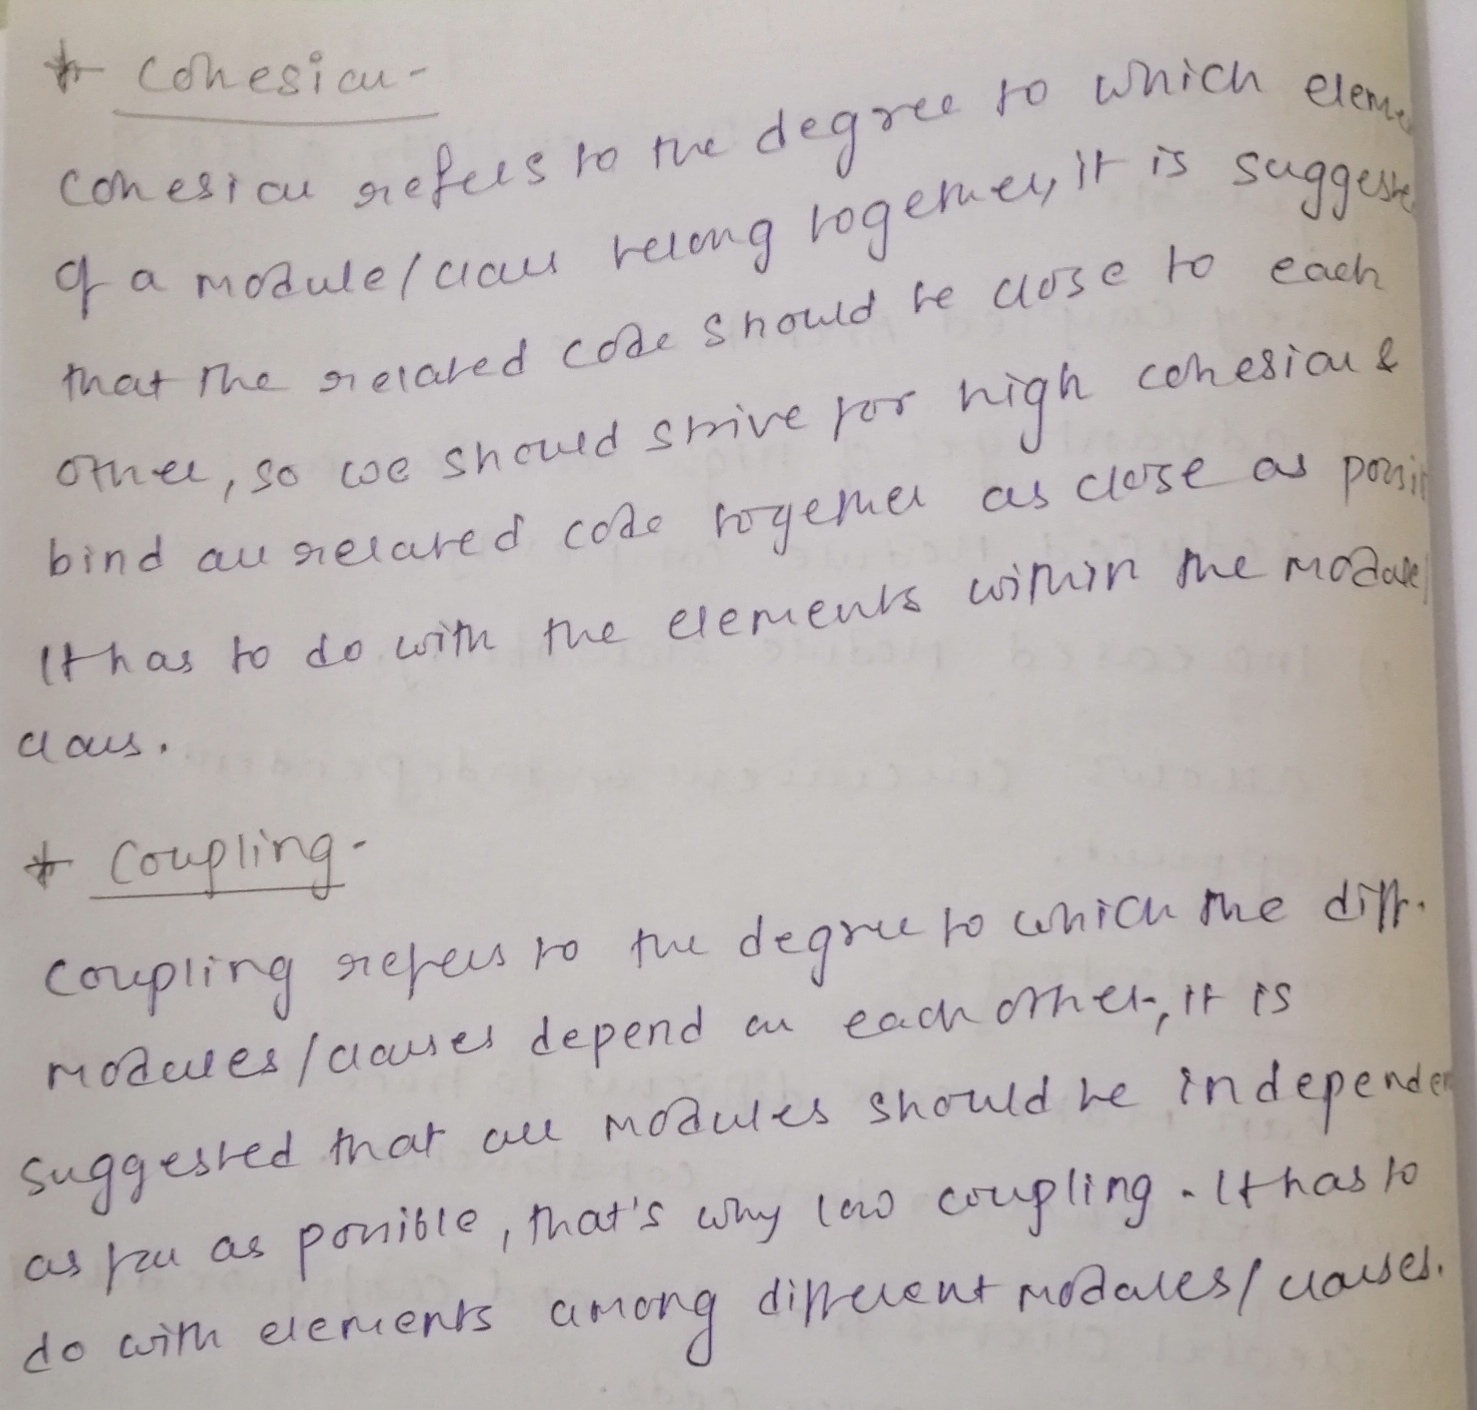 * Cohesion -
Cohesion refers to the degree to which eleme
of a module/class belong together, it is suggeste
that the related code should be close to each
other, so we should strive for high cohesion &
bind all related code together as close as possi
It has to do with the elements within the module/
class.
* Coupling -
Coupling refers to the degree to which the diff.
modules/classes depend on each other, it is
suggested that all modules should be independen
as far as possible, that's why low coupling. It has to
do with elements among different modules/classes.